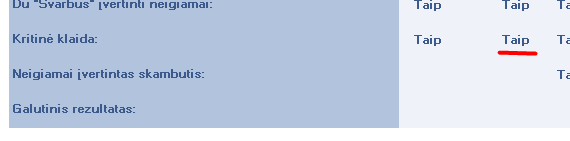 Du "Svarbus" įvertinti neigiamai: Taip Taip
Kritinė klaida: Taip Taip
Neigiamai įvertintas skambutis:
Galutinis rezultatas: